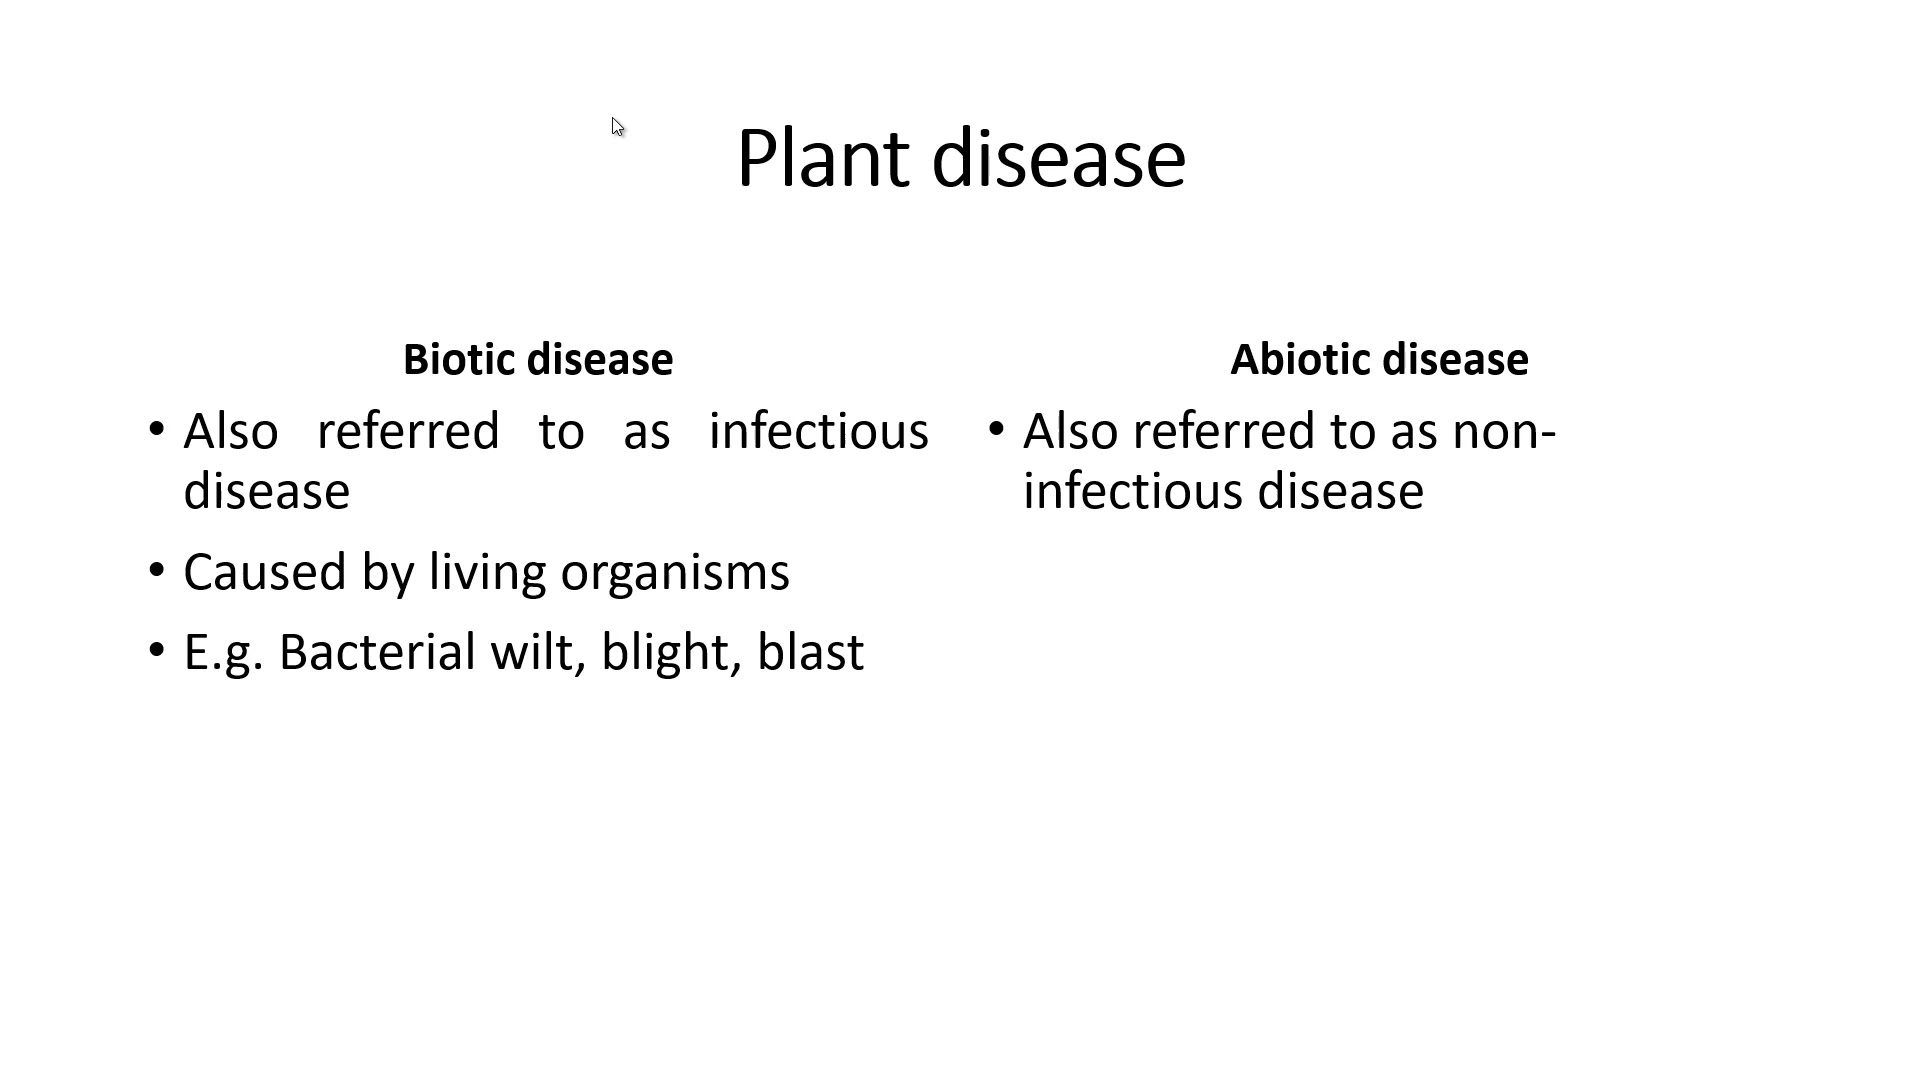 Plant disease
Biotic disease
• Also referred to as infectious
disease
• Caused by living organisms
• E.g. Bacterial wilt, blight, blast
Abiotic disease
• Also referred to as non-
infectious disease